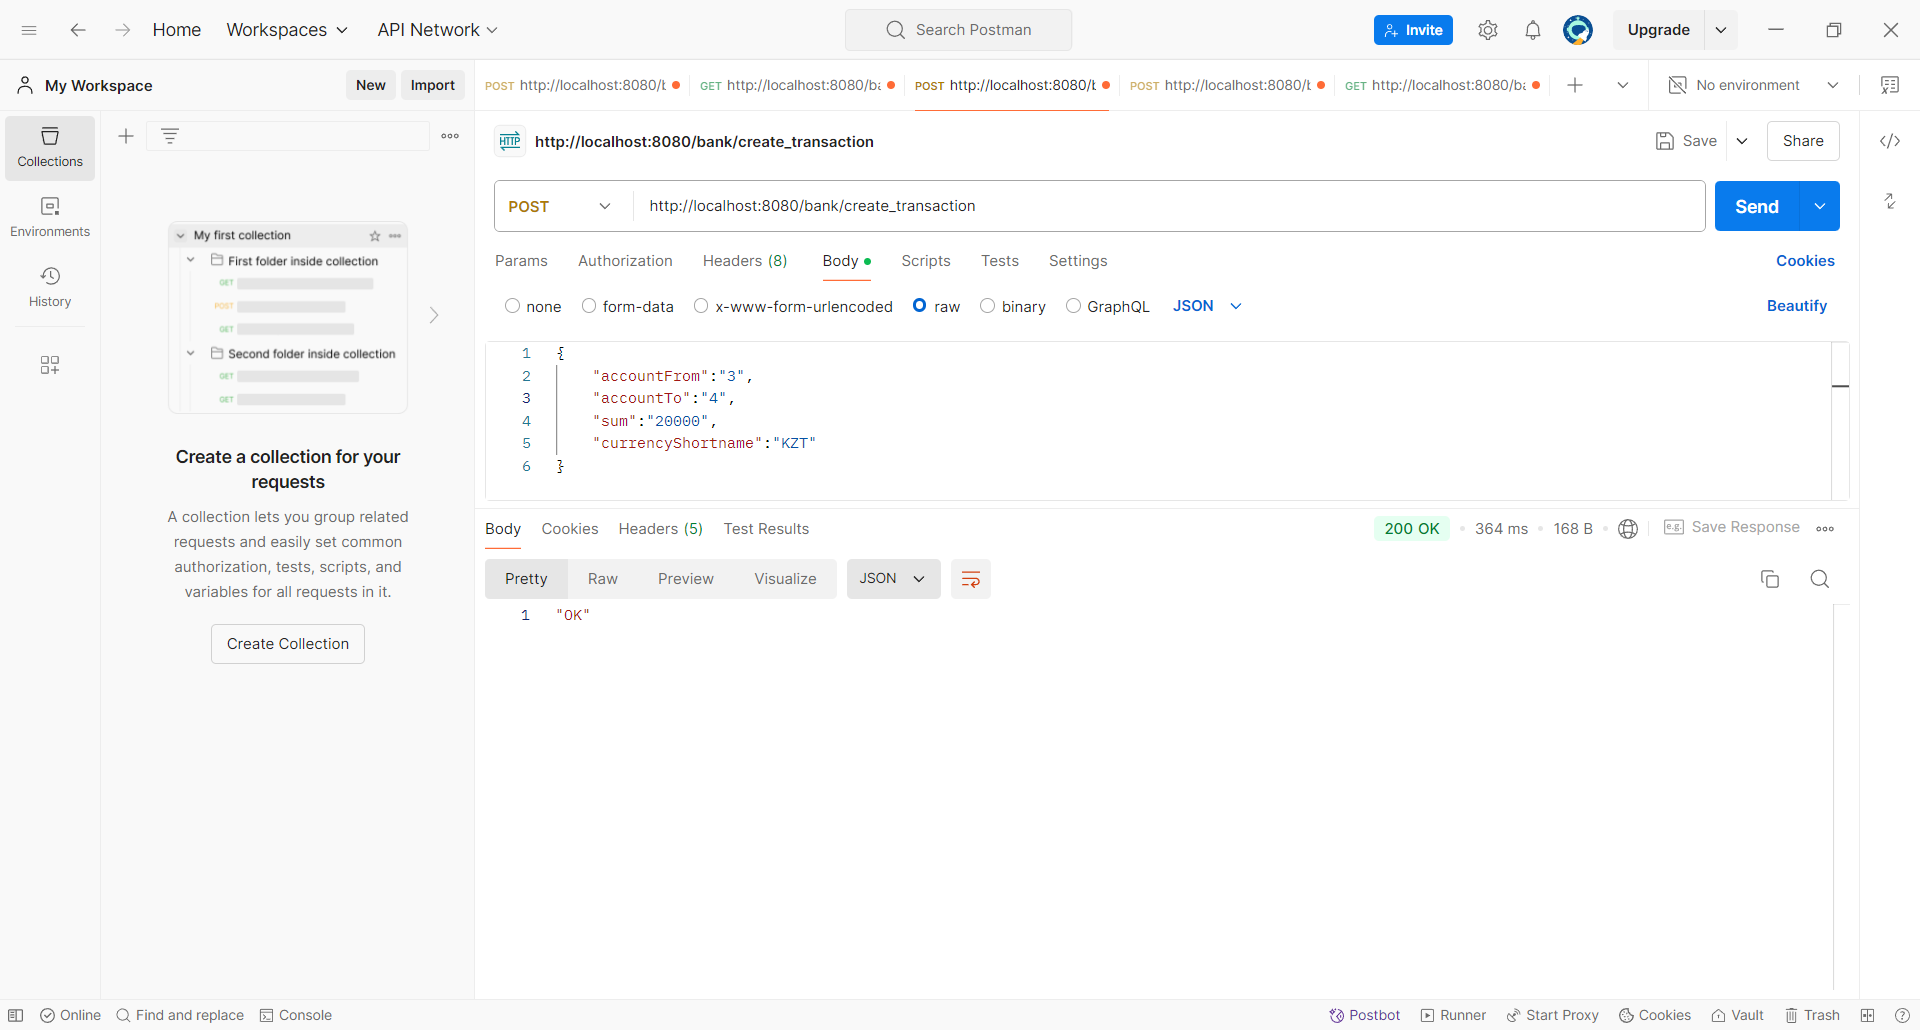 Home Workspaces API Network Search Postman Invite Upgrade
My Workspace New Import POST http://localhost:8080/b GET http://localhost:8080/ba POST http://localhost:8080/b POST http://localhost:8080/b GET http://localhost:8080/ba No environment
Collections
Environments
History
My first collection
First folder inside collection
GET
POST
GET
Second folder inside collection
GET
GET
Create a collection for your
requests
A collection lets you group related
requests and easily set common
authorization, tests, scripts, and
variables for all requests in it.
Create Collection
HTTP http://localhost:8080/bank/create_transaction Save Share
POST http://localhost:8080/bank/create_transaction Send
Params Authorization Headers (8) Body Scripts Tests Settings Cookies
none form-data x-www-form-urlencoded raw binary GraphQL JSON Beautify
1 {
2 "accountFrom":"3",
3 "accountTo":"4",
4 "sum":"20000",
5 "currencyShortname":"KZT"
6 }
Body Cookies Headers (5) Test Results 200 OK 364 ms 168 B e.g. Save Response
Pretty Raw Preview Visualize JSON
1 "OK"
Online Find and replace Console Postbot Runner Start Proxy Cookies Vault Trash